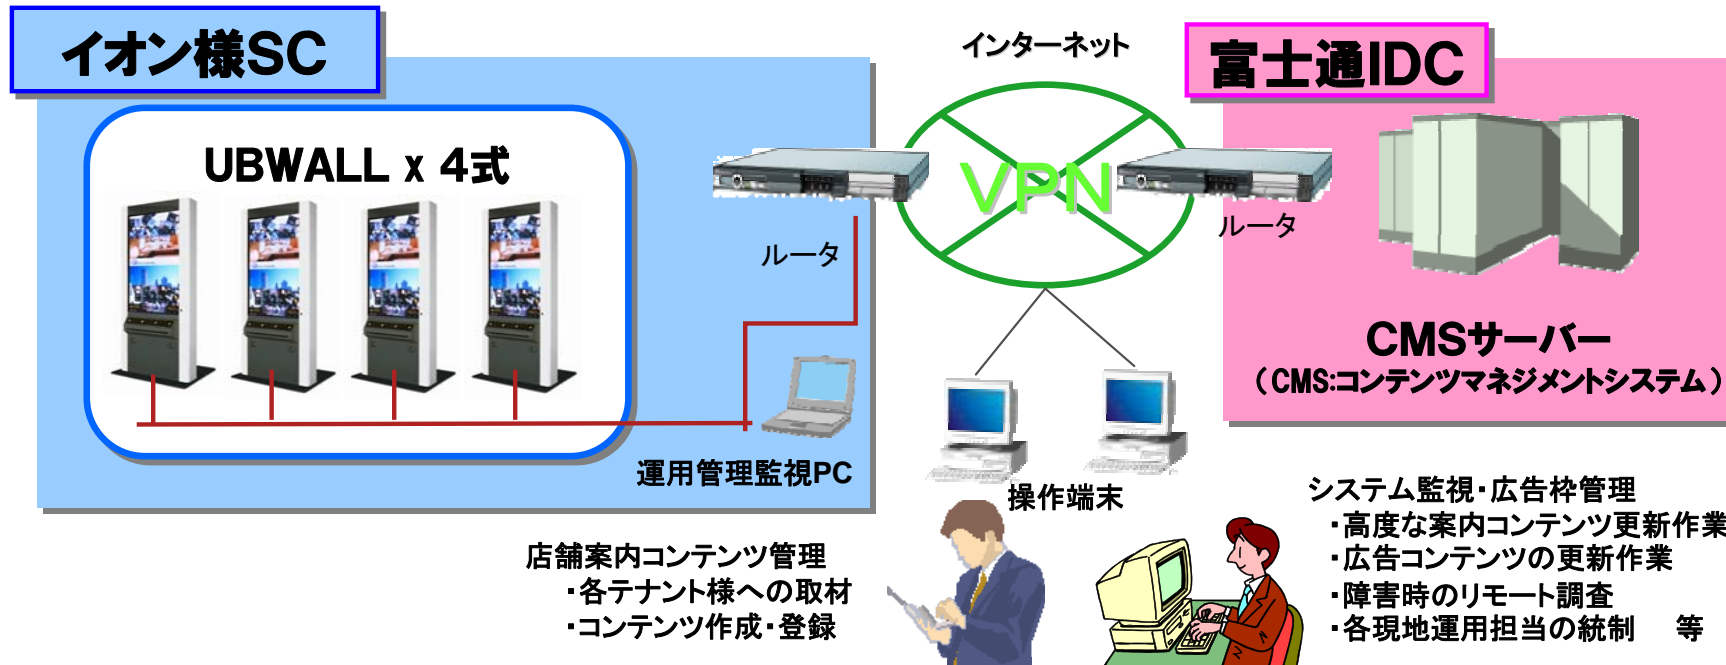 イオン様SC
インターネット
富士通IDC
UBWALL x 4式
VPN
ルータ
ルータ
CMSサーバー
（CMS:コンテンツマネジメントシステム）
運用管理監視PC
操作端末
店舗案内コンテンツ管理
・各テナント様への取材
・コンテンツ作成・登録
システム監視・広告枠管理
・高度な案内コンテンツ更新作業
・広告コンテンツの更新作業
・障害時のリモート調査
・各現地運用担当の統制　等